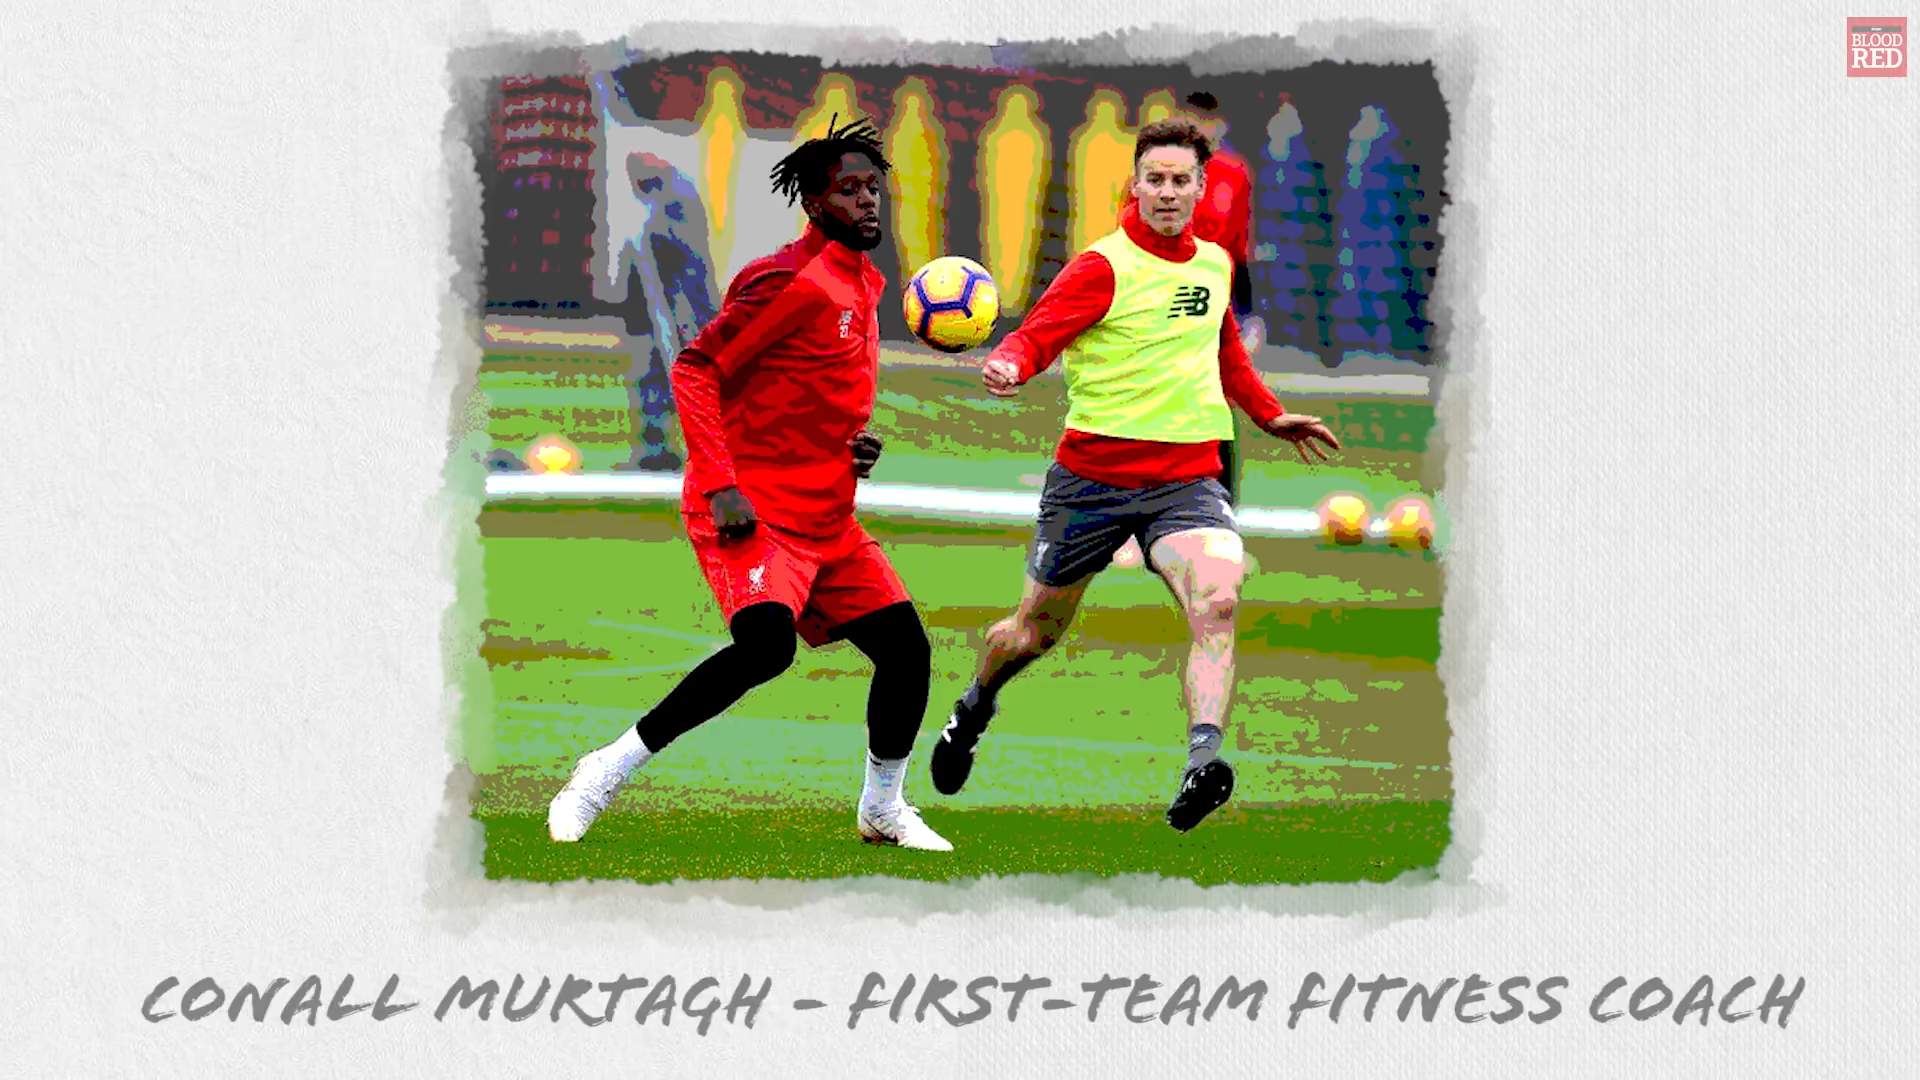 BLOOD
RED
CONALL MURTAGH - FIRST-TEAM FITNESS COACH